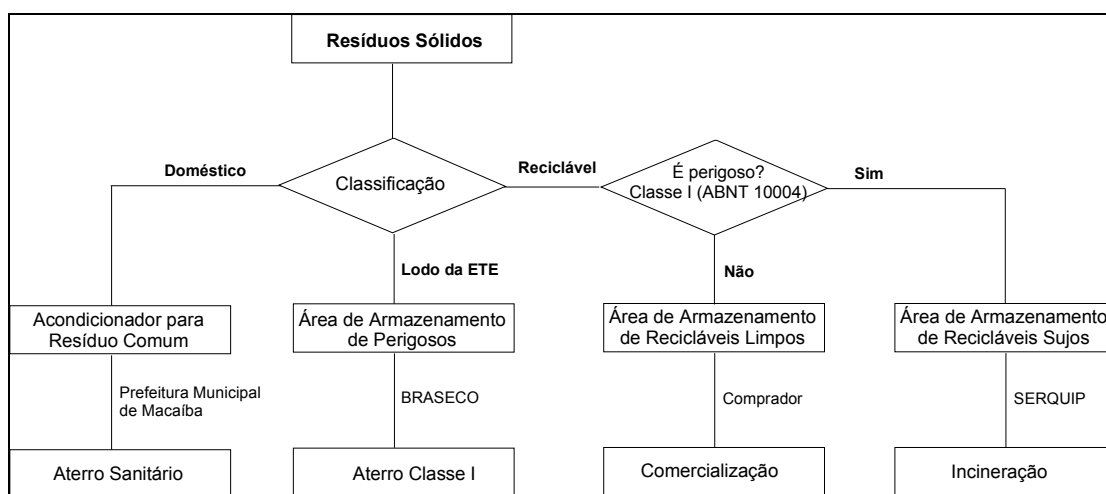 Resíduos Sólidos
Doméstico
Classificação
Reciclável
É perigoso?
Classe I (ABNT 10004)
Sim
Lodo da ETE
Não
Acondicionador para
Resíduo Comum
Área de Armazenamento
de Perigosos
Área de Armazenamento
de Recicláveis Limpos
Área de Armazenamento
de Recicláveis Sujos
Prefeitura Municipal
de Macaíba
BRASECO
Comprador
SERQUIP
Aterro Sanitário
Aterro Classe I
Comercialização
Incineração